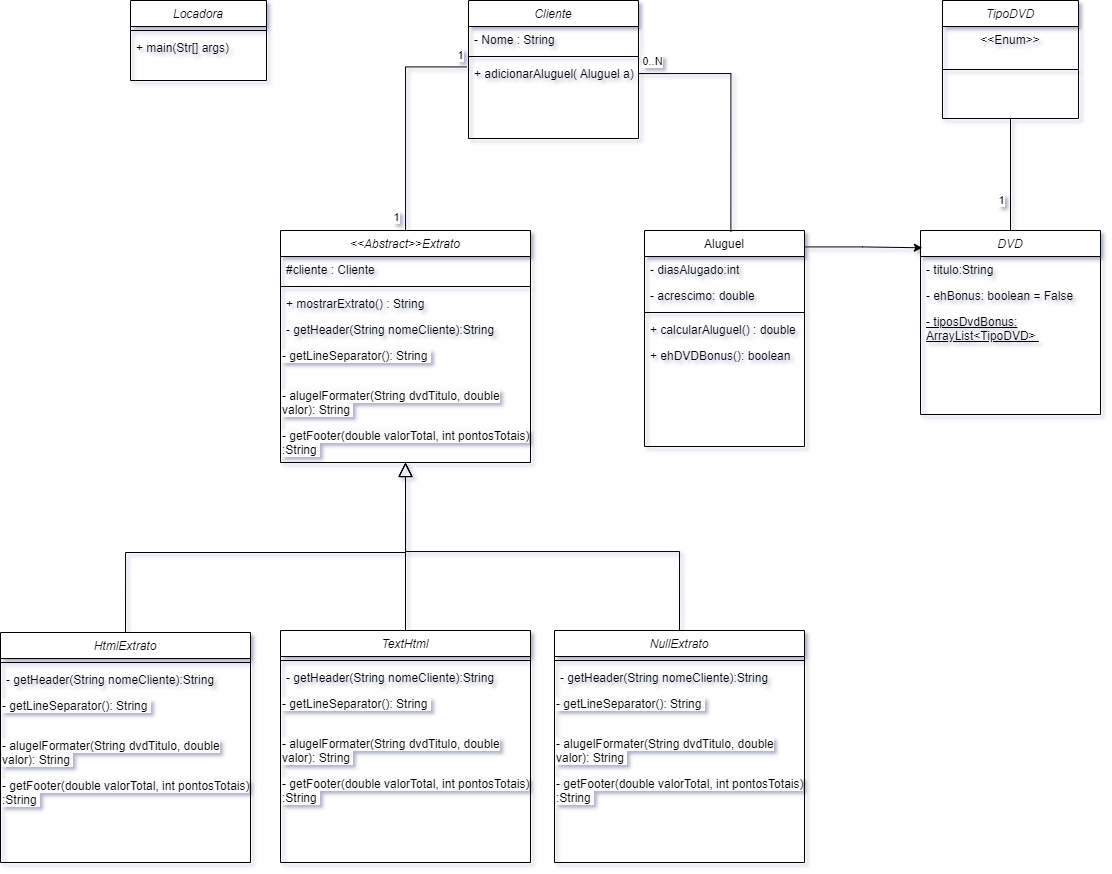 Locadora
+ main(Str[] args)
Cliente
- Nome : String
+ adicionarAluguel( Aluguel a)
TipoDVD
<<Enum>>
1
0..N
1
1
<<Abstract>>Extrato
#cliente : Cliente
+ mostrarExtrato() : String
- getHeader(String nomeCliente):String
- getLineSeparator(): String
- alugelFormater(String dvdTitulo, double
valor): String
- getFooter(double valorTotal, int pontosTotais)
:String
Aluguel
- diasAlugado:int
- acrescimo: double
+ calcularAluguel() : double
+ ehDVDBonus(): boolean
DVD
- titulo:String
- ehBonus: boolean = False
- tiposDvdBonus:
ArrayList<TipoDVD>
HtmlExtrato
- getHeader(String nomeCliente):String
- getLineSeparator(): String
- alugelFormater(String dvdTitulo, double
valor): String
- getFooter(double valorTotal, int pontosTotais)
:String
TextHtml
- getHeader(String nomeCliente):String
- getLineSeparator(): String
- alugelFormater(String dvdTitulo, double
valor): String
- getFooter(double valorTotal, int pontosTotais)
:String
NullExtrato
- getHeader(String nomeCliente):String
- getLineSeparator(): String
- alugelFormater(String dvdTitulo, double
valor): String
- getFooter(double valorTotal, int pontosTotais)
:String